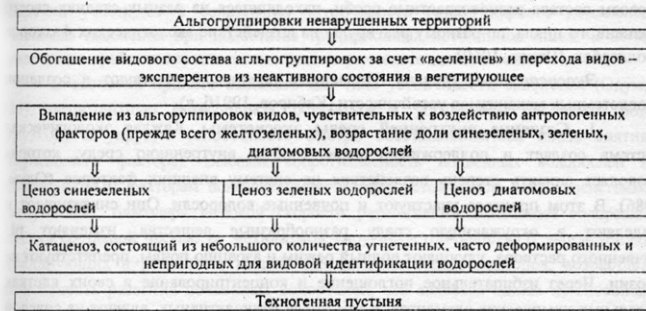 Альгогруппировки ненарушенных территорий
Обогащение видового состава агльгогруппировок за счет «вселенцев» и перехода видов –
эксплерентов из неактивного состояния в вегетирующее
Выпадение из альгоруппировок видов, чувствительных к воздействию антропогенных
факторов (прежде всего желтозеленых), возрастание доли синезеленых, зеленых,
диатомовых водорослей
Ценоз синезеленых
водорослей
Ценоз зеленых водорослей
Ценоз диатомовых
водорослей
Катаценоз, состоящий из небольшого количества угнетенных, часто деформированных и
непригодных для видовой идентификации водорослей
Техногенная пустыня